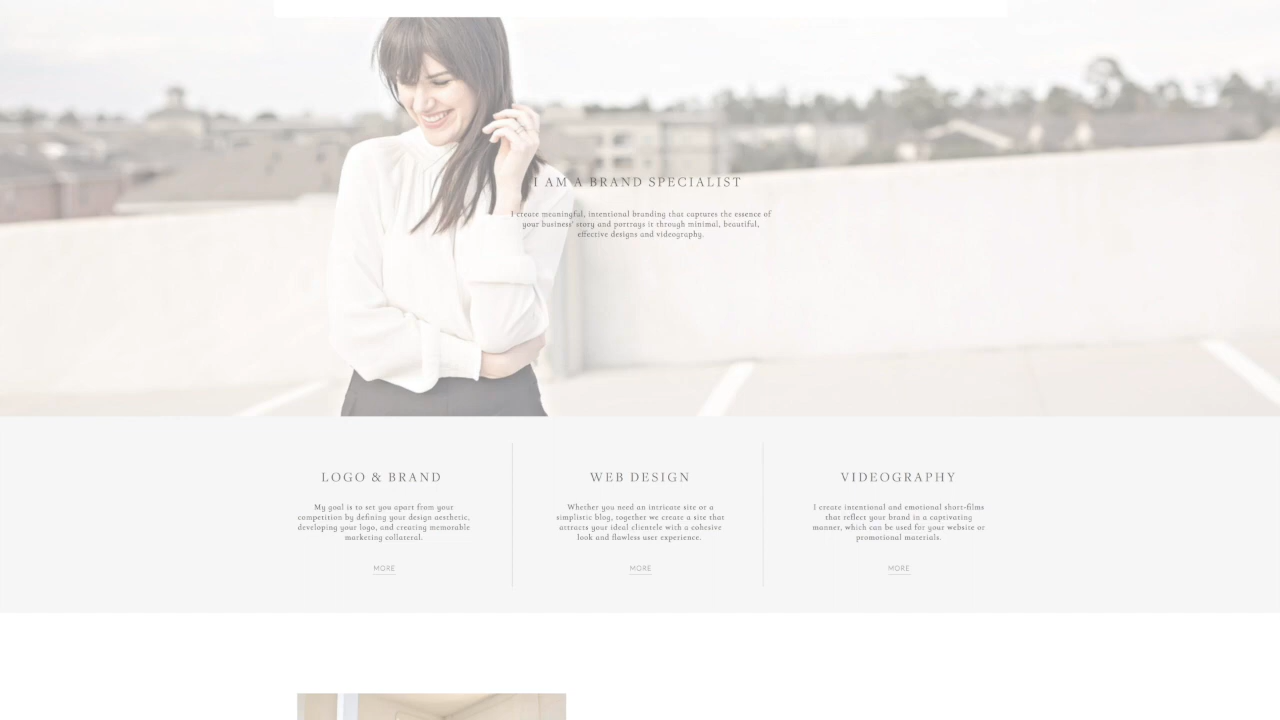 I AM A BRAND SPECIALIST
I create meaningful, intentional branding that captures the essence of
your business' story and portrays it through minimal, beautiful,
effective designs and videography.
LOGO & BRAND
My goal is to set you apart from your
competition by defining your design aesthetic,
developing your logo, and creating memorable
marketing collateral.
MORE
WEB DESIGN
Whether you need an intricate site or a
simplistic blog, together we create a site that
attracts your ideal clientele with a cohesive
look and flawless user experience.
MORE
VIDEOGRAPHY
I create intentional and emotional short-films
that reflect your brand in a captivating
manner, which can be used for your website or
promotional materials.
MORE